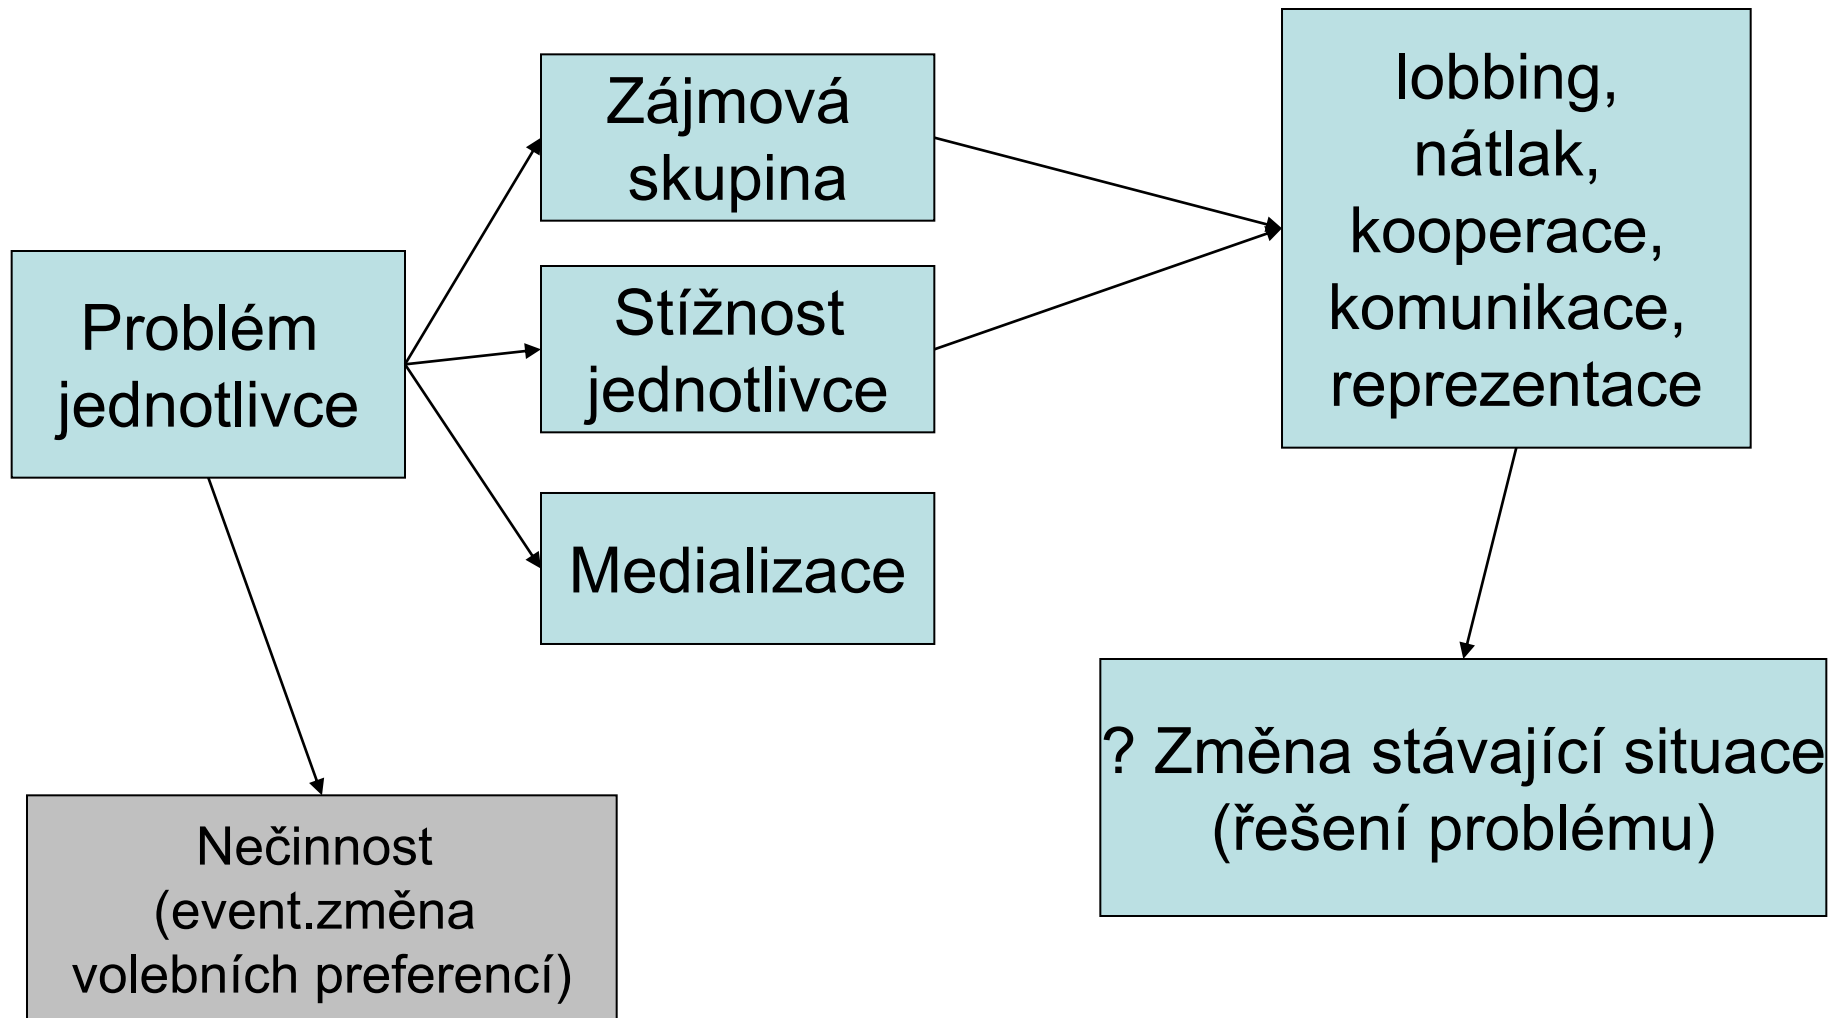 Problém
jednotlivce
Zájmová
skupina
Stížnost
jednotlivce
Medializace
lobbing,
nátlak,
kooperace,
komunikace,
reprezentace
? Změna stávající situace
(řešení problému)
Nečinnost
(event.změna
volebních preferencí)